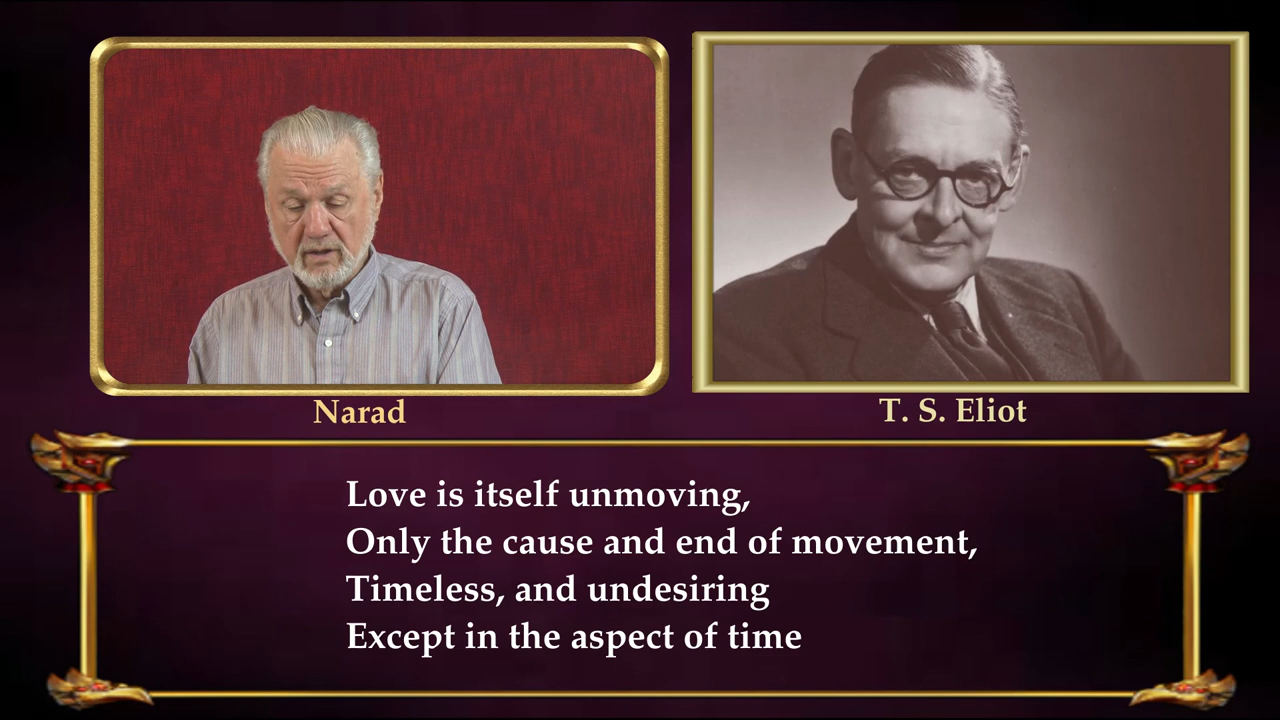 Narad
T. S. Eliot
Love is itself unmoving,
Only the cause and end of movement,
Timeless, and undesiring
Except in the aspect of time